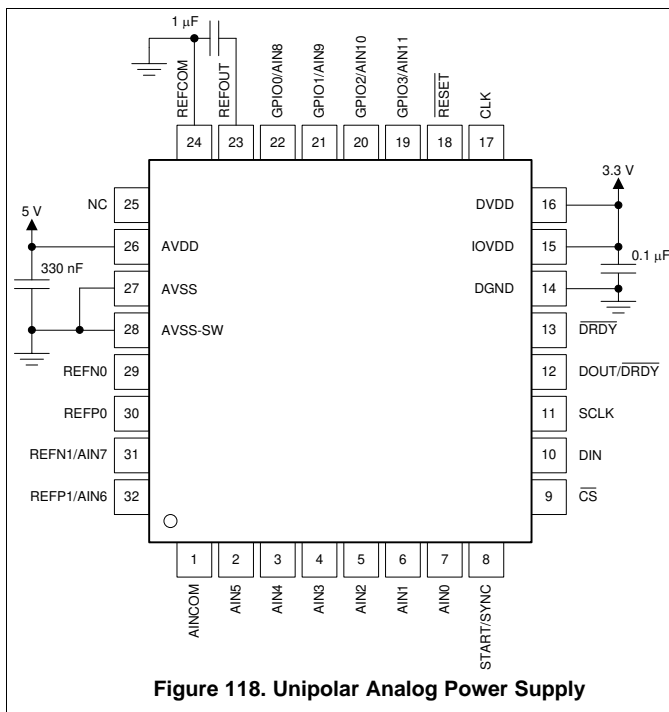 1 μF
REFCOM
REFOUT
GPIO0/AIN8
GPIO1/AIN9
GPIO2/AIN10
GPIO3/AIN11
RESET
CLK
24
23
22
21
20
19
18
17
3.3 V
NC
25
DVDD
16
5 V
26
AVDD
IOVDD
15
0.1 μF
330 nF
27
AVSS
DGND
14
28
AVSS-SW
13
DRDY
REFN0
29
12
DOUT/DRDY
REFP0
30
11
SCLK
REFN1/AIN7
31
10
DIN
REFP1/AIN6
32
9
CS
1
2
3
4
5
6
7
8
AINCOM
AIN5
AIN4
AIN3
AIN2
AIN1
AIN0
START/SYNC
Figure 118. Unipolar Analog Power Supply